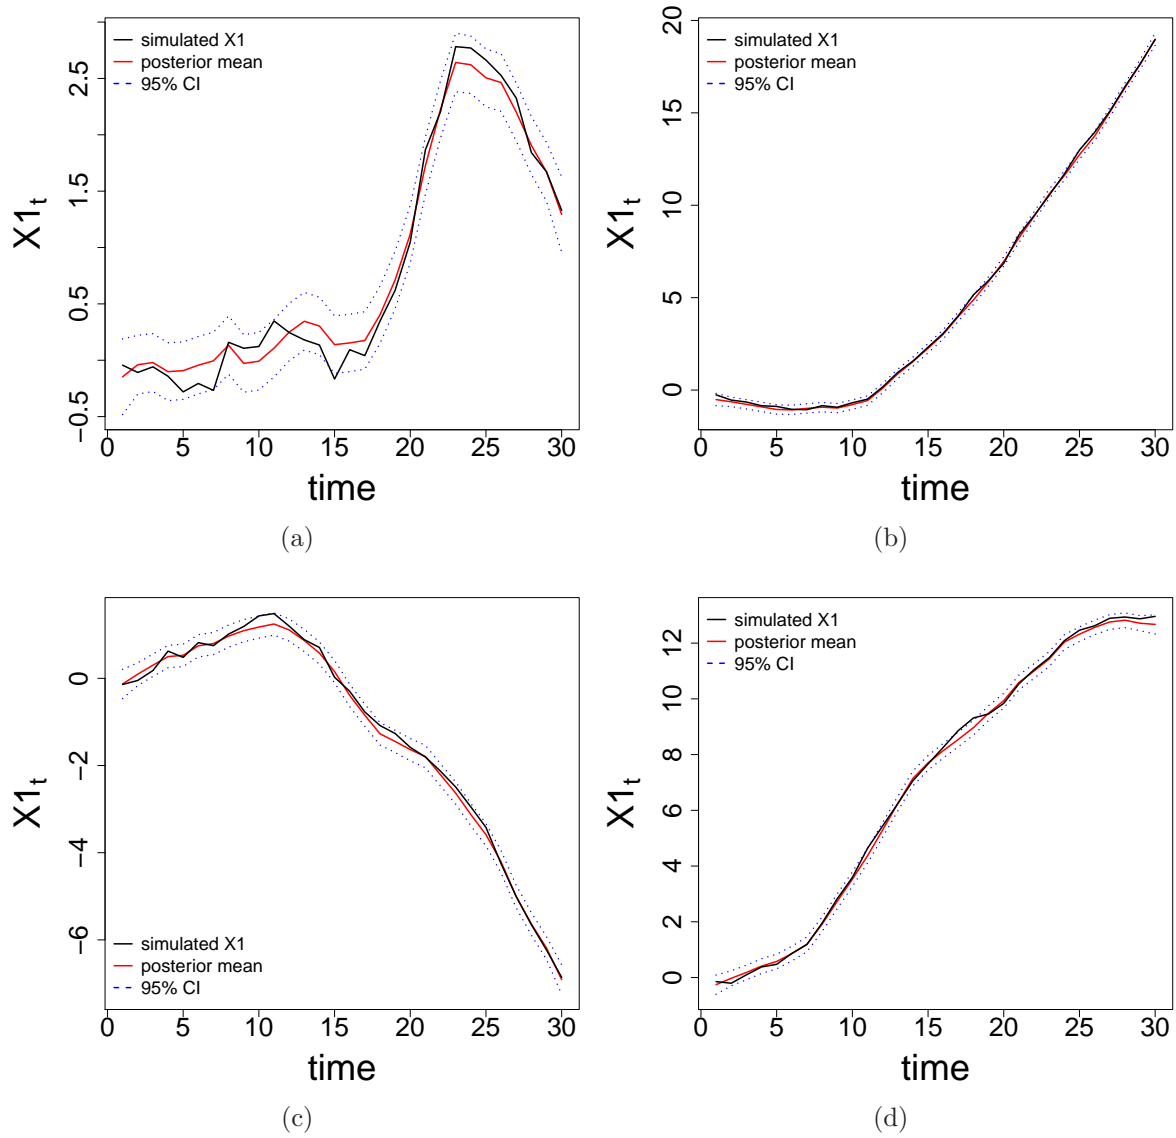 simulated X1
posterior mean
95% CI
−0.5 0.5 1.5 2.5
X1t
0 5 10 15 20 25 30
time
(a)
simulated X1
posterior mean
95% CI
0 5 10 15 20
X1t
0 5 10 15 20 25 30
time
(b)
simulated X1
posterior mean
95% CI
−6 −4 −2 0
X1t
0 5 10 15 20 25 30
time
(c)
simulated X1
posterior mean
95% CI
0 2 4 6 8 10 12
X1t
0 5 10 15 20 25 30
time
(d)